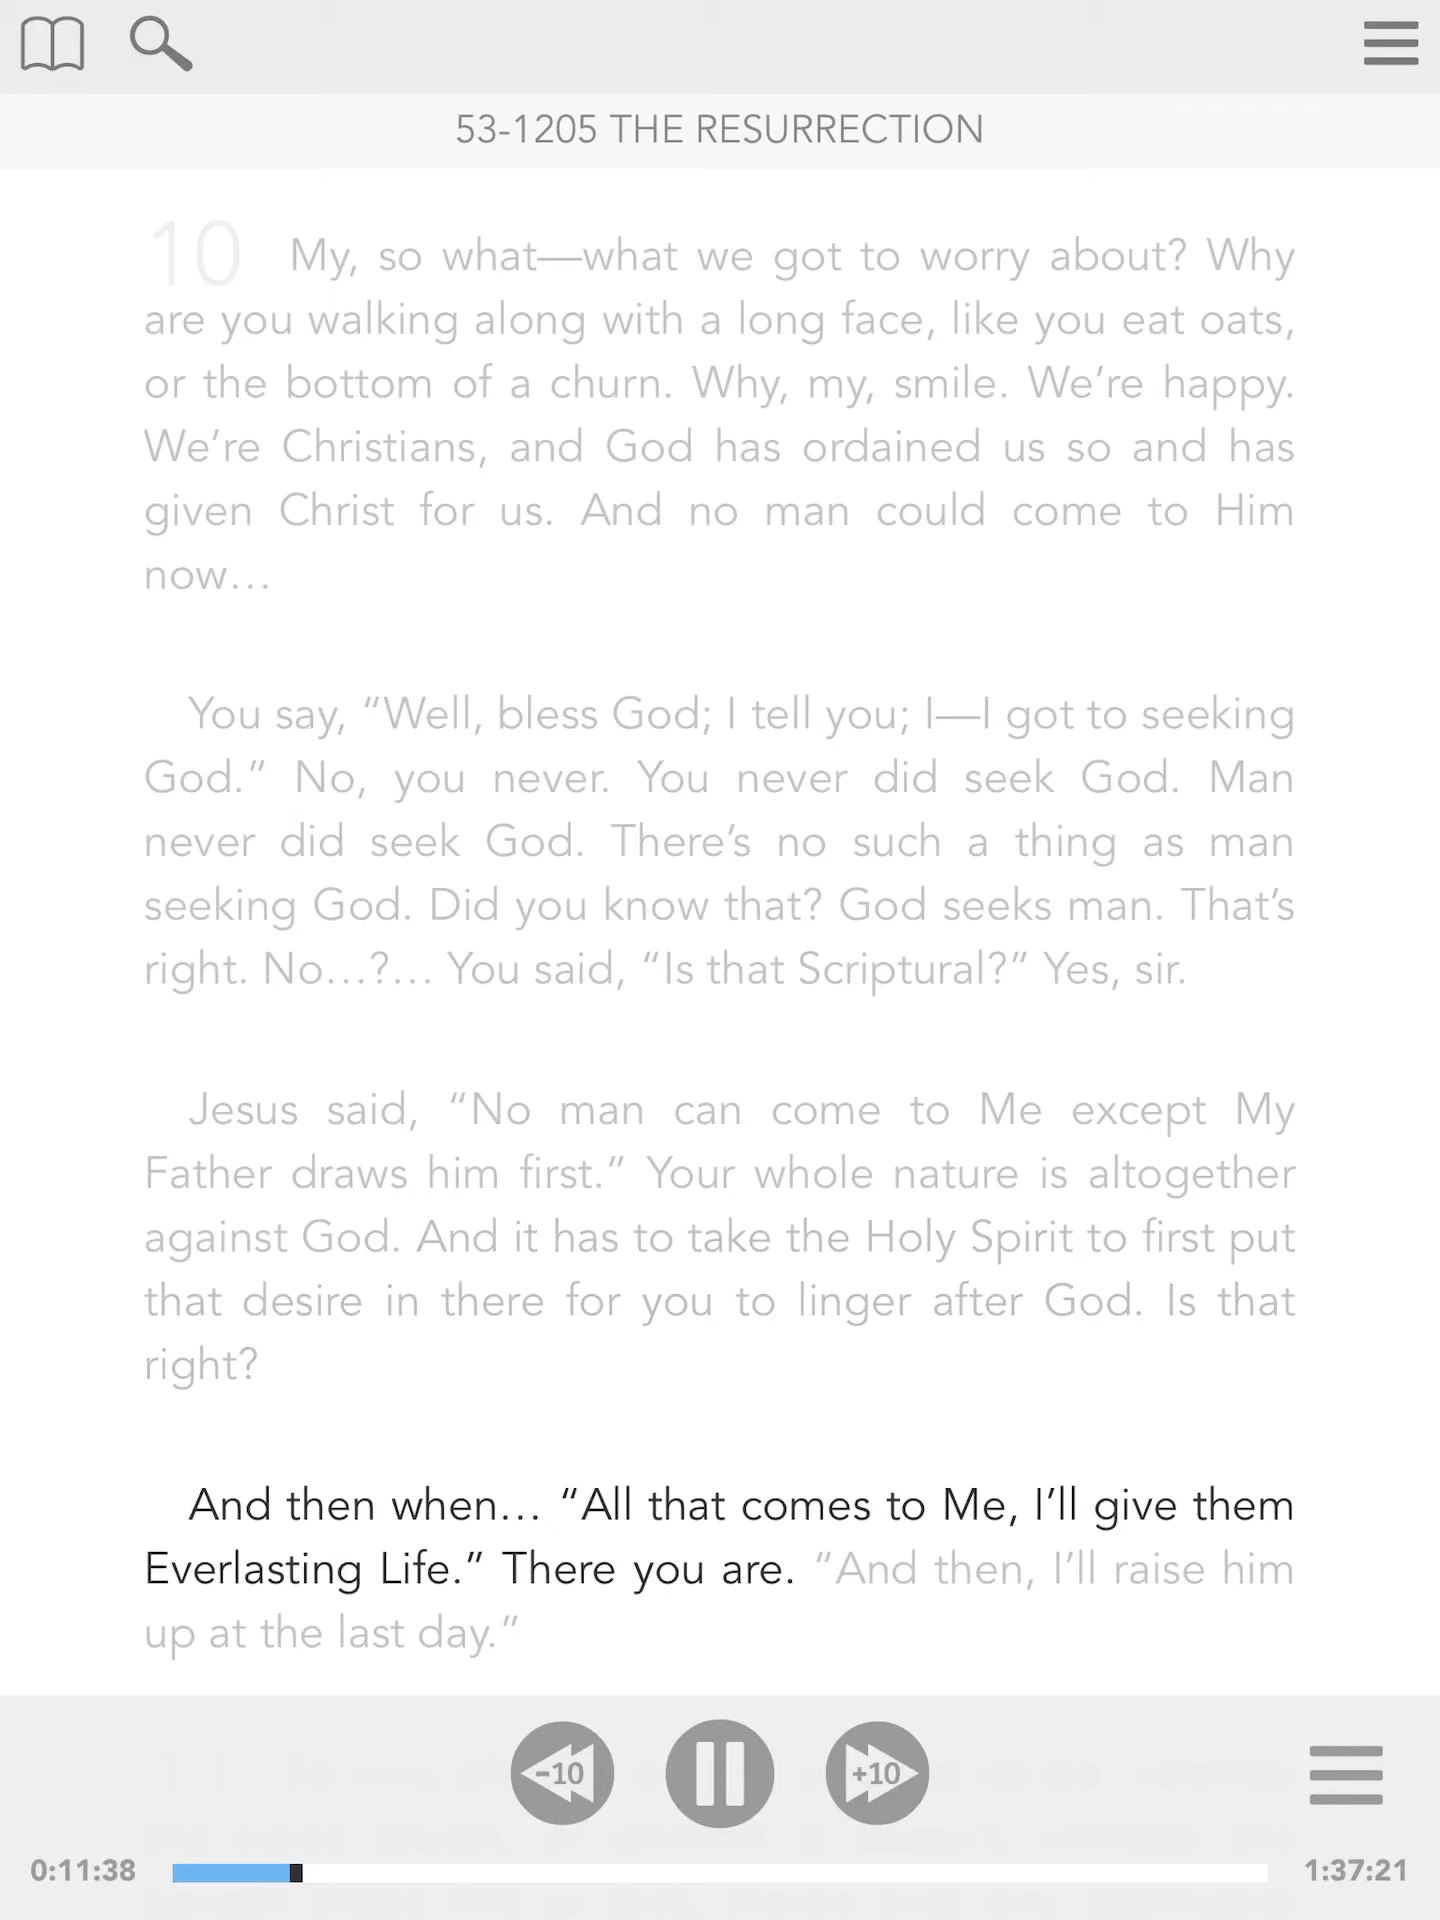 53-1205 THE RESURRECTION
10 My, so what—what we got to worry about? Why
are you walking along with a long face, like you eat oats,
or the bottom of a churn. Why, my, smile. We’re happy.
We’re Christians, and God has ordained us so and has
given Christ for us. And no man could come to Him
now…
You say, “Well, bless God; I tell you; I—I got to seeking
God.” No, you never. You never did seek God. Man
never did seek God. There’s no such a thing as man
seeking God. Did you know that? God seeks man. That’s
right. No…?… You said, “Is that Scriptural?” Yes, sir.
Jesus said, “No man can come to Me except My
Father draws him first.” Your whole nature is altogether
against God. And it has to take the Holy Spirit to first put
that desire in there for you to linger after God. Is that
right?
And then when… “All that comes to Me, I’ll give them
Everlasting Life.” There you are. “And then, I’ll raise him
up at the last day.”
-10 +10
0:11:38 1:37:21